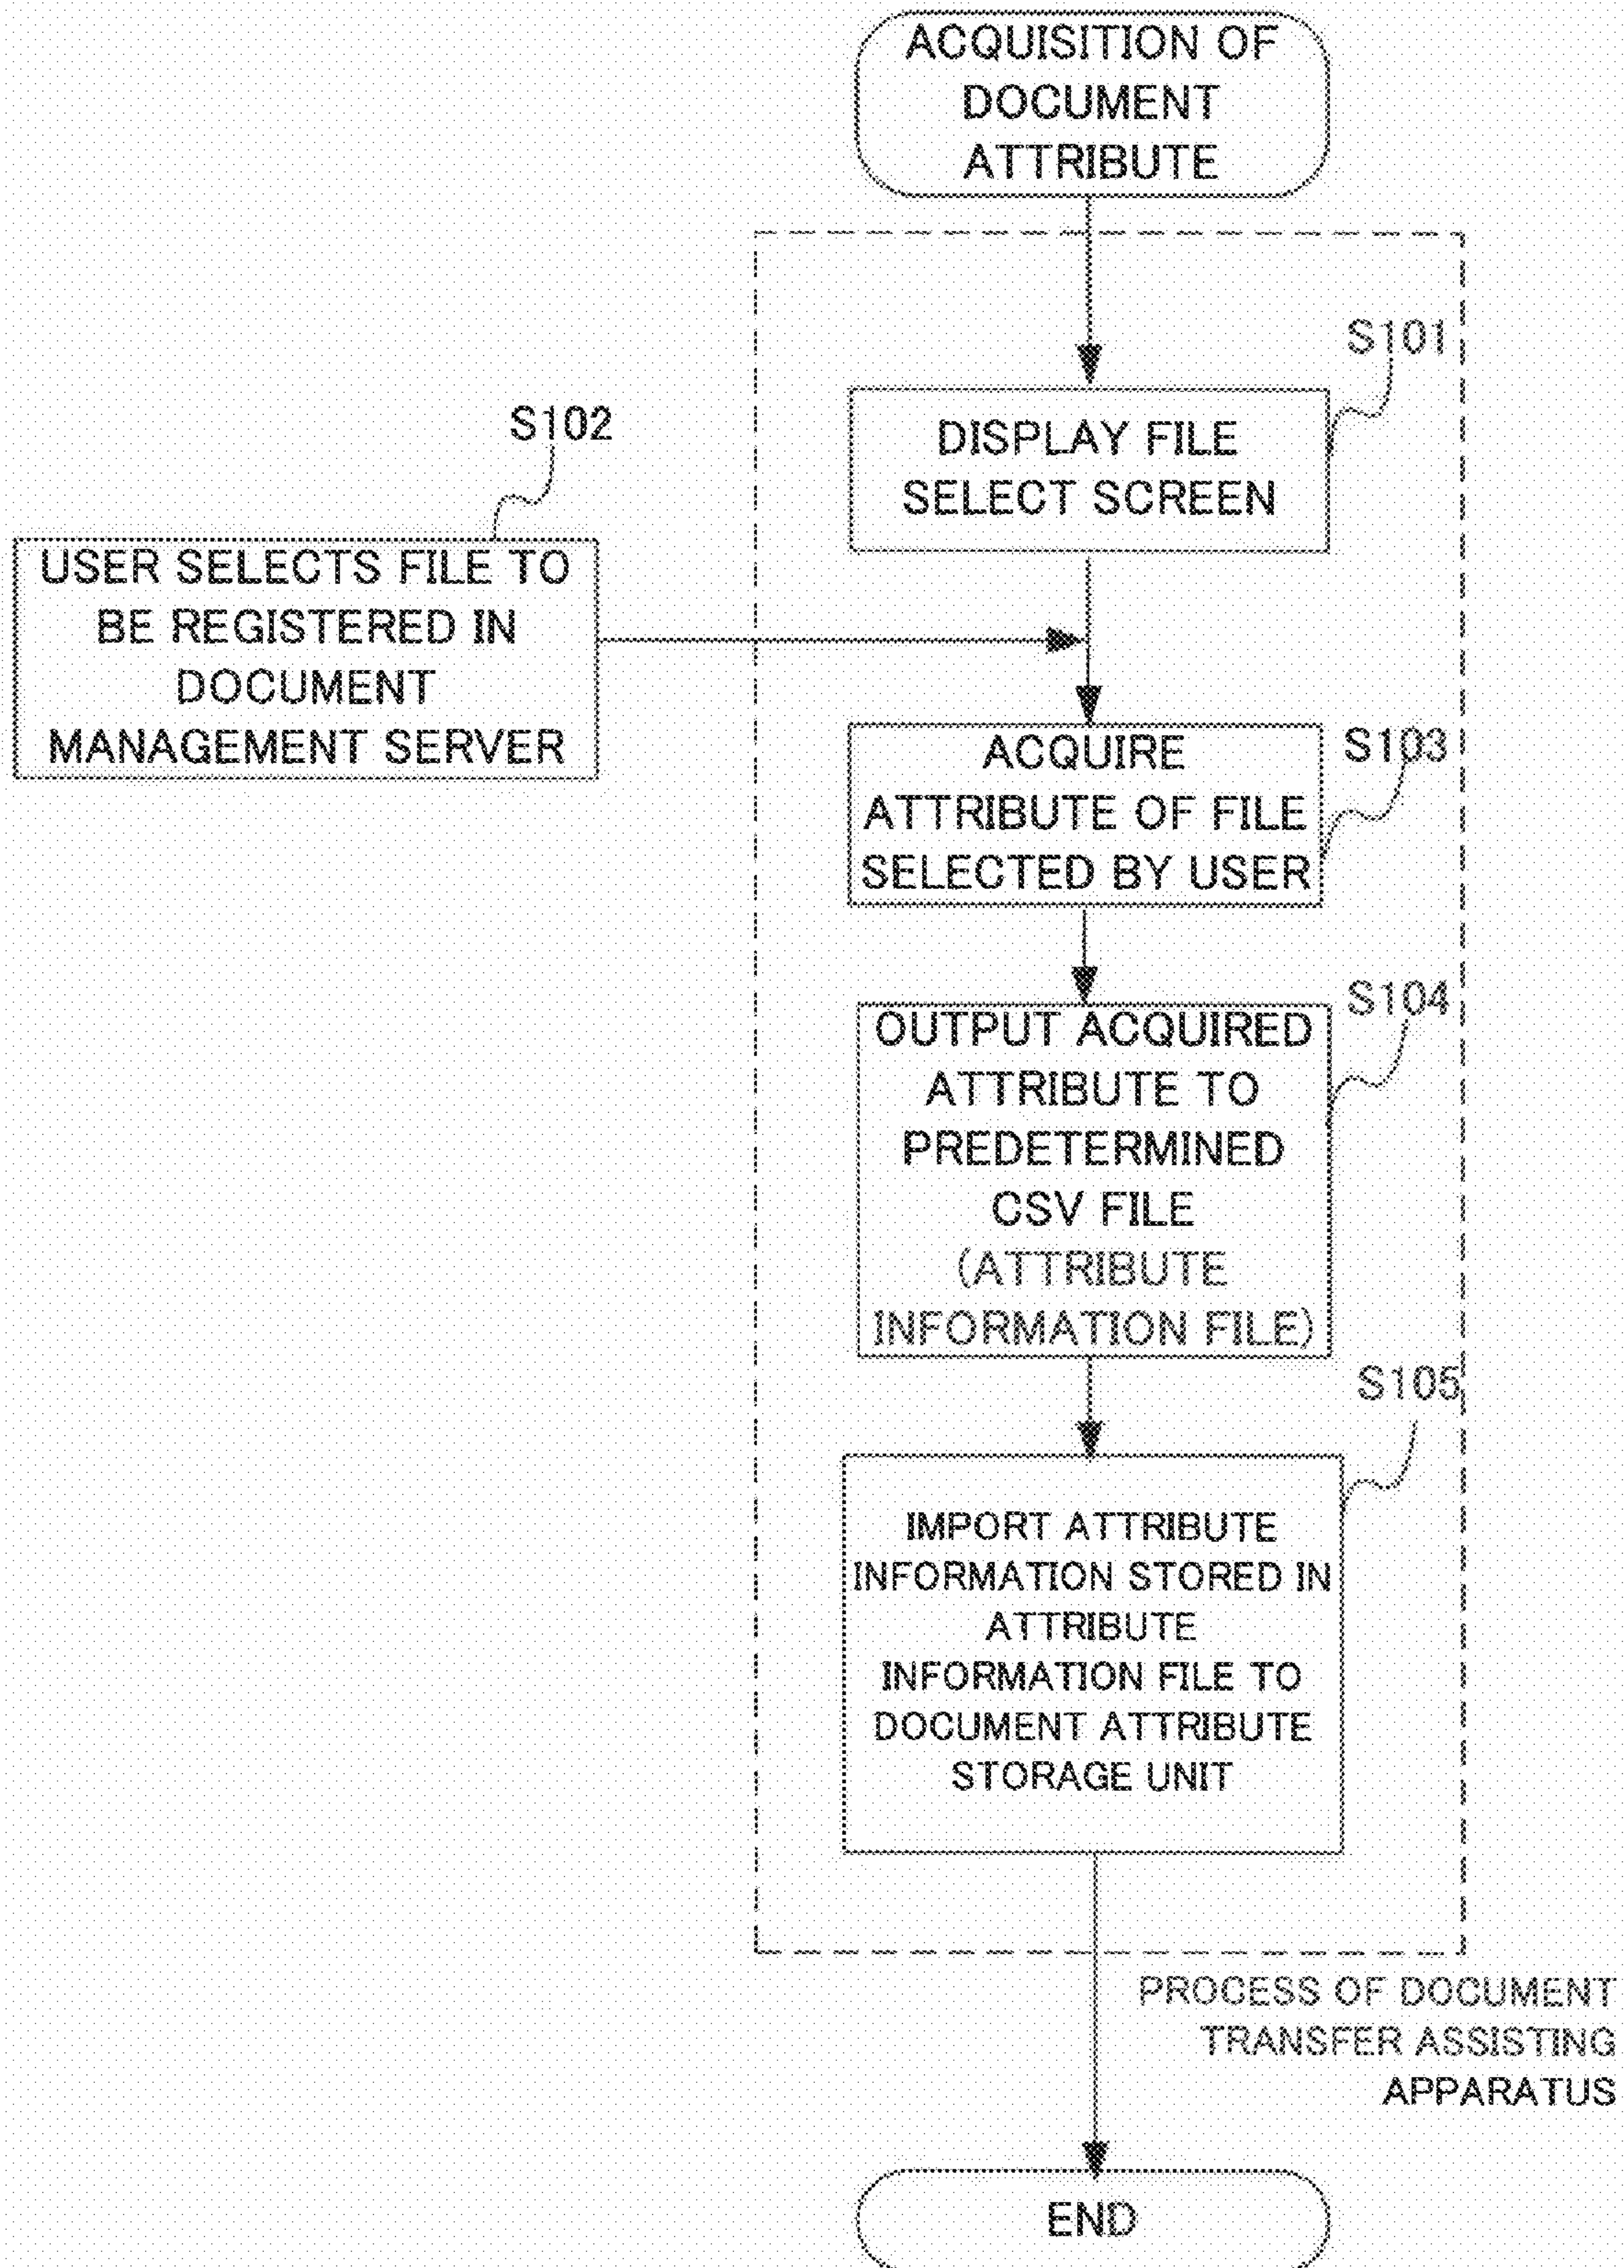 ACQUISITION OF
DOCUMENT
ATTRIBUTE
S101
DISPLAY FILE
SELECT SCREEN
S102
USER SELECTS FILE TO
BE REGISTERED IN
DOCUMENT
MANAGEMENT SERVER
S103
ACQUIRE
ATTRIBUTE OF FILE
SELECTED BY USER
S104
OUTPUT ACQUIRED
ATTRIBUTE TO
PREDETERMINED
CSV FILE
(ATTRIBUTE
INFORMATION FILE)
S105
IMPORT ATTRIBUTE
INFORMATION STORED IN
ATTRIBUTE
INFORMATION FILE TO
DOCUMENT ATTRIBUTE
STORAGE UNIT
PROCESS OF DOCUMENT
TRANSFER ASSISTING
APPARATUS
END